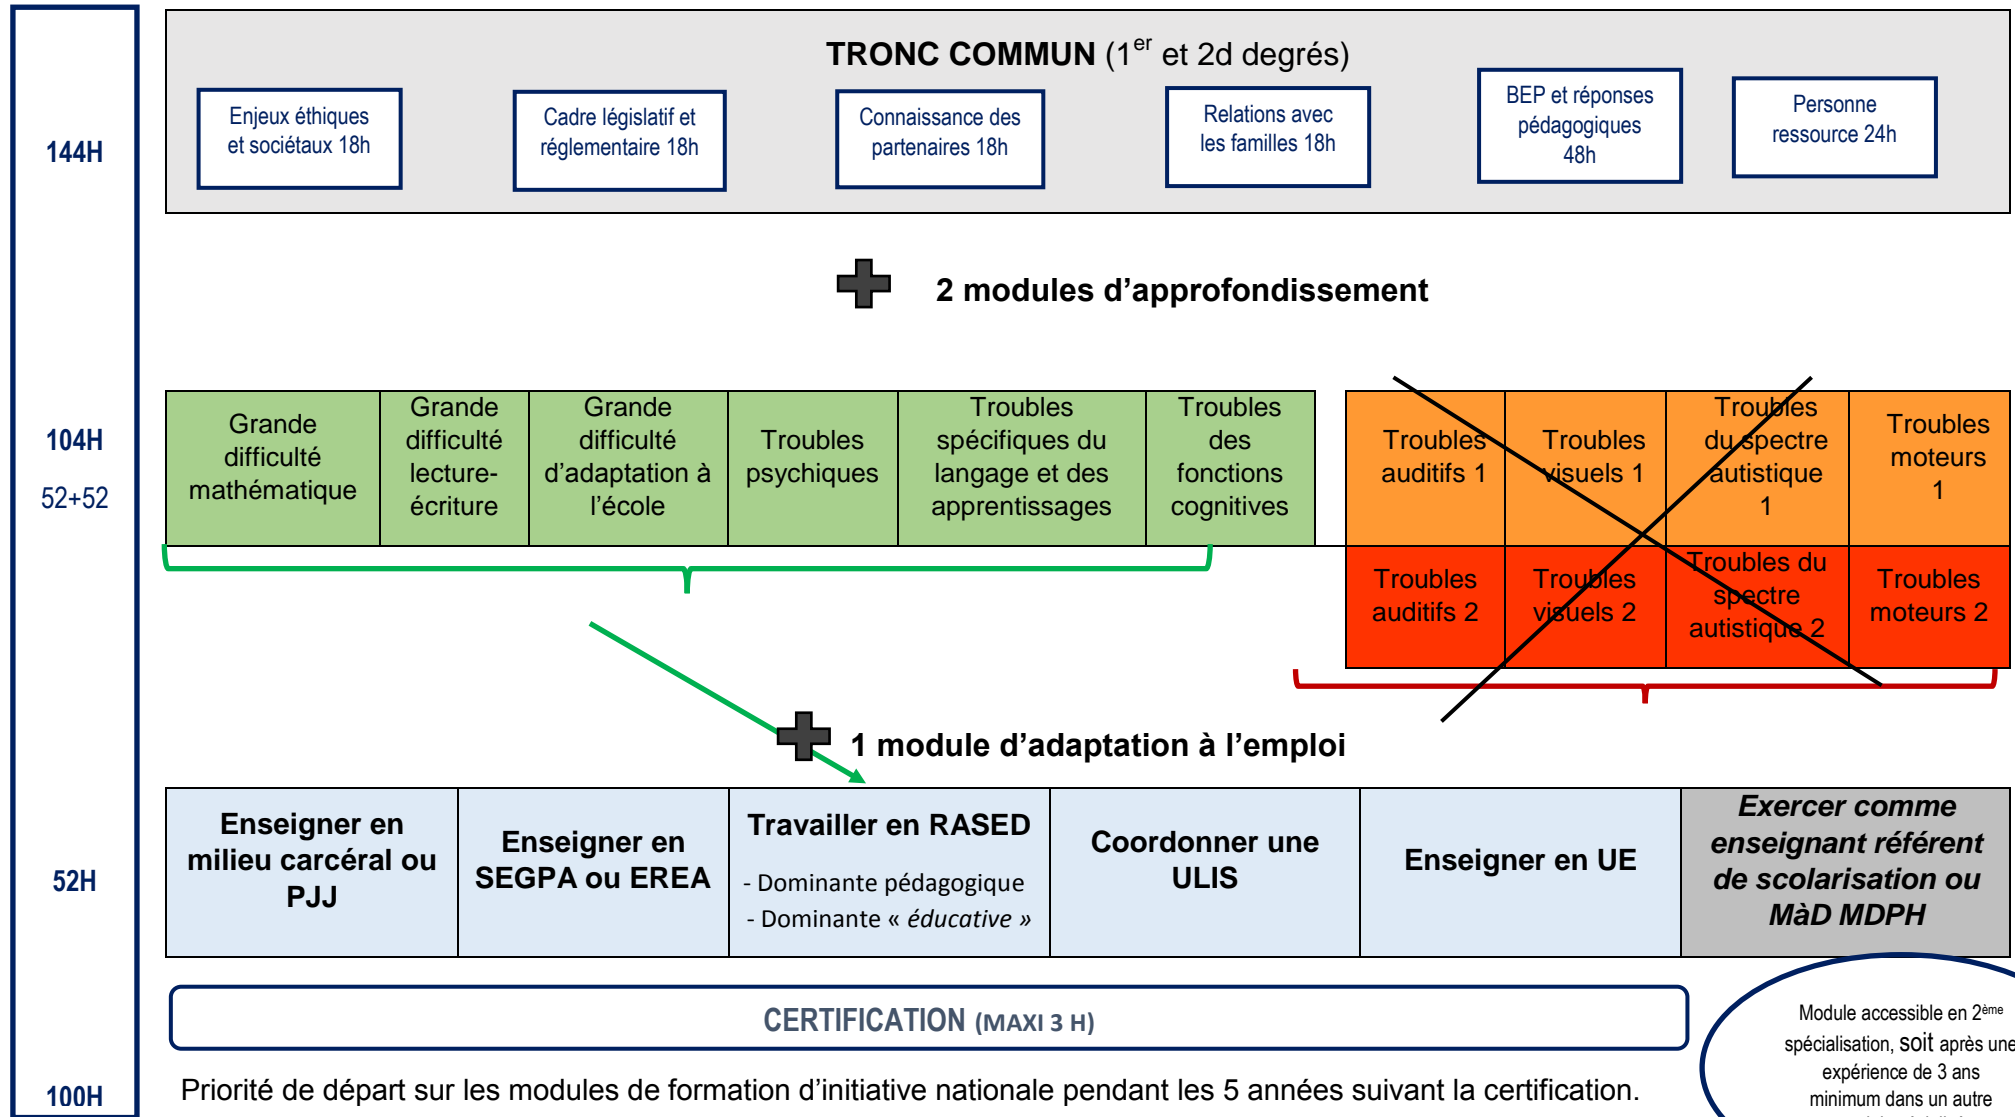 TRONC COMMUN (1er et 2d degrés)
144H
Enjeux éthiques
et sociétaux 18h
Cadre législatif et
réglementaire 18h
Connaissance des
partenaires 18h
Relations avec
les familles 18h
BEP et réponses
pédagogiques
48h
Personne
ressource 24h
2 modules d’approfondissement
104H
52+52
Grande
difficulté
mathématique
Grande
difficulté
lecture-
écriture
Grande
difficulté
d’adaptation à
l’école
Troubles
psychiques
Troubles
spécifiques du
langage et des
apprentissages
Troubles
des
fonctions
cognitives
Troubles
auditifs 1
Troubles
visuels 1
Troubles
du spectre
autistique
1
Troubles
moteurs
1
Troubles
auditifs 2
Troubles
visuels 2
Troubles du
spectre
autistique 2
Troubles
moteurs 2
1 module d’adaptation à l’emploi
52H
Enseigner en
milieu carcéral ou
PJJ
Enseigner en
SEGPA ou EREA
Travailler en RASED
- Dominante pédagogique
- Dominante « éducative »
Coordonner une
ULIS
Enseigner en UE
Exercer comme
enseignant référent
de scolarisation ou
MàD MDPH
CERTIFICATION (MAXI 3 H)
Module accessible en 2ème
spécialisation, soit après une
expérience de 3 ans
minimum dans un autre
100H
Priorité de départ sur les modules de formation d’initiative nationale pendant les 5 années suivant la certification.